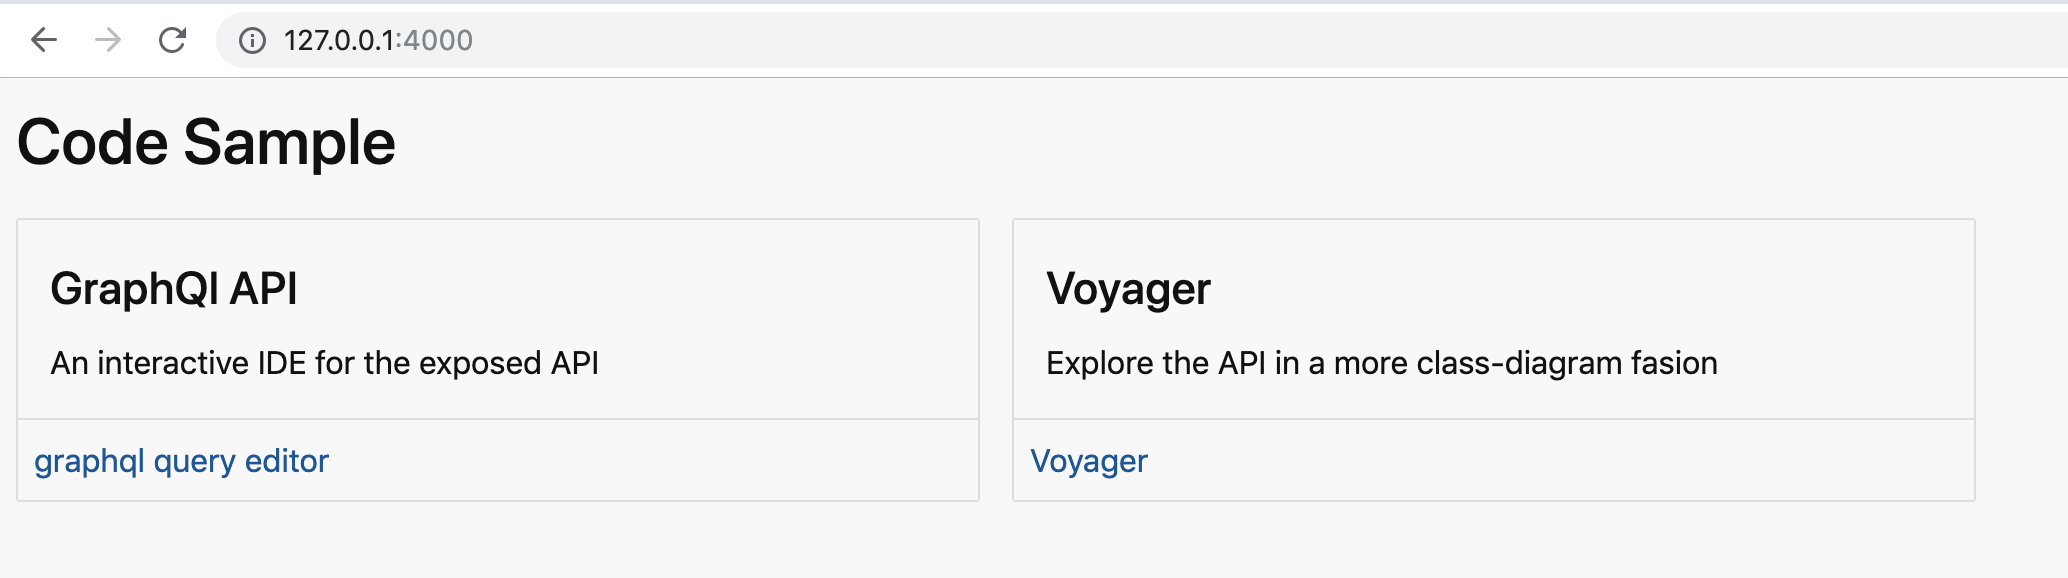 127.0.0.1:4000
Code Sample
GraphQl API
An interactive IDE for the exposed API
graphql query editor
Voyager
Explore the API in a more class-diagram fasion
Voyager